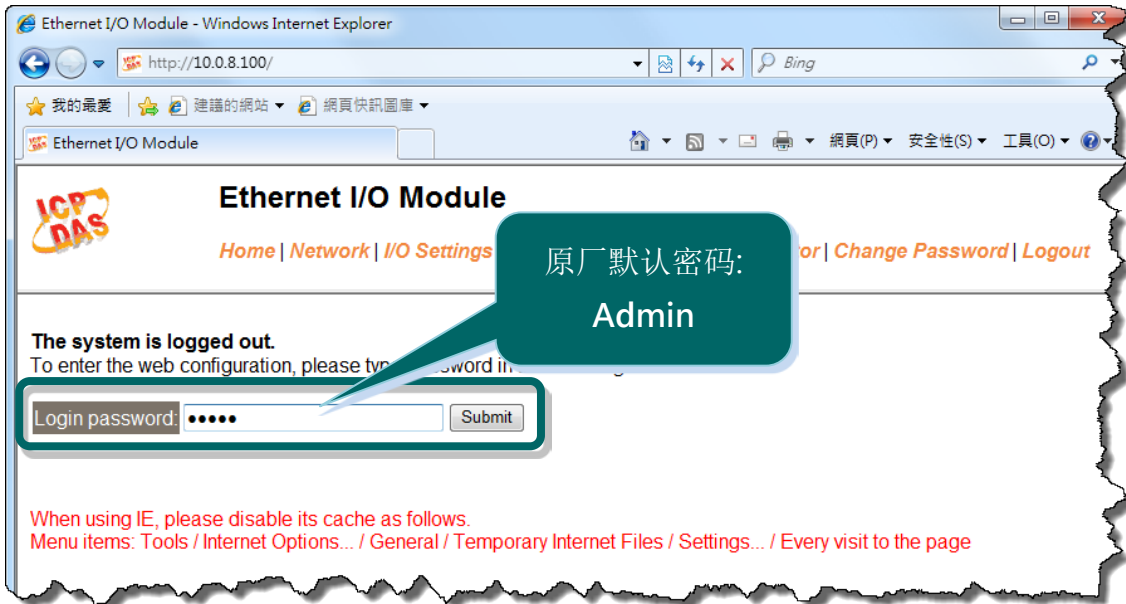 Ethernet I/O Module - Windows Internet Explorer
http://10.0.8.100/
Bing
我的最愛 建議的網站 網頁快訊圖庫
Ethernet I/O Module 網頁(P) 安全性(S) 工具(O)
ICP DAS
Ethernet I/O Module
Home | Network | I/O Settings or | Change Password | Logout
原厂默认密码:
Admin
The system is logged out.
To enter the web configuration, please
Login password: ••••• Submit
When using IE, please disable its cache as follows.
Menu items: Tools / Internet Options... / General / Temporary Internet Files / Settings... / Every visit to the page